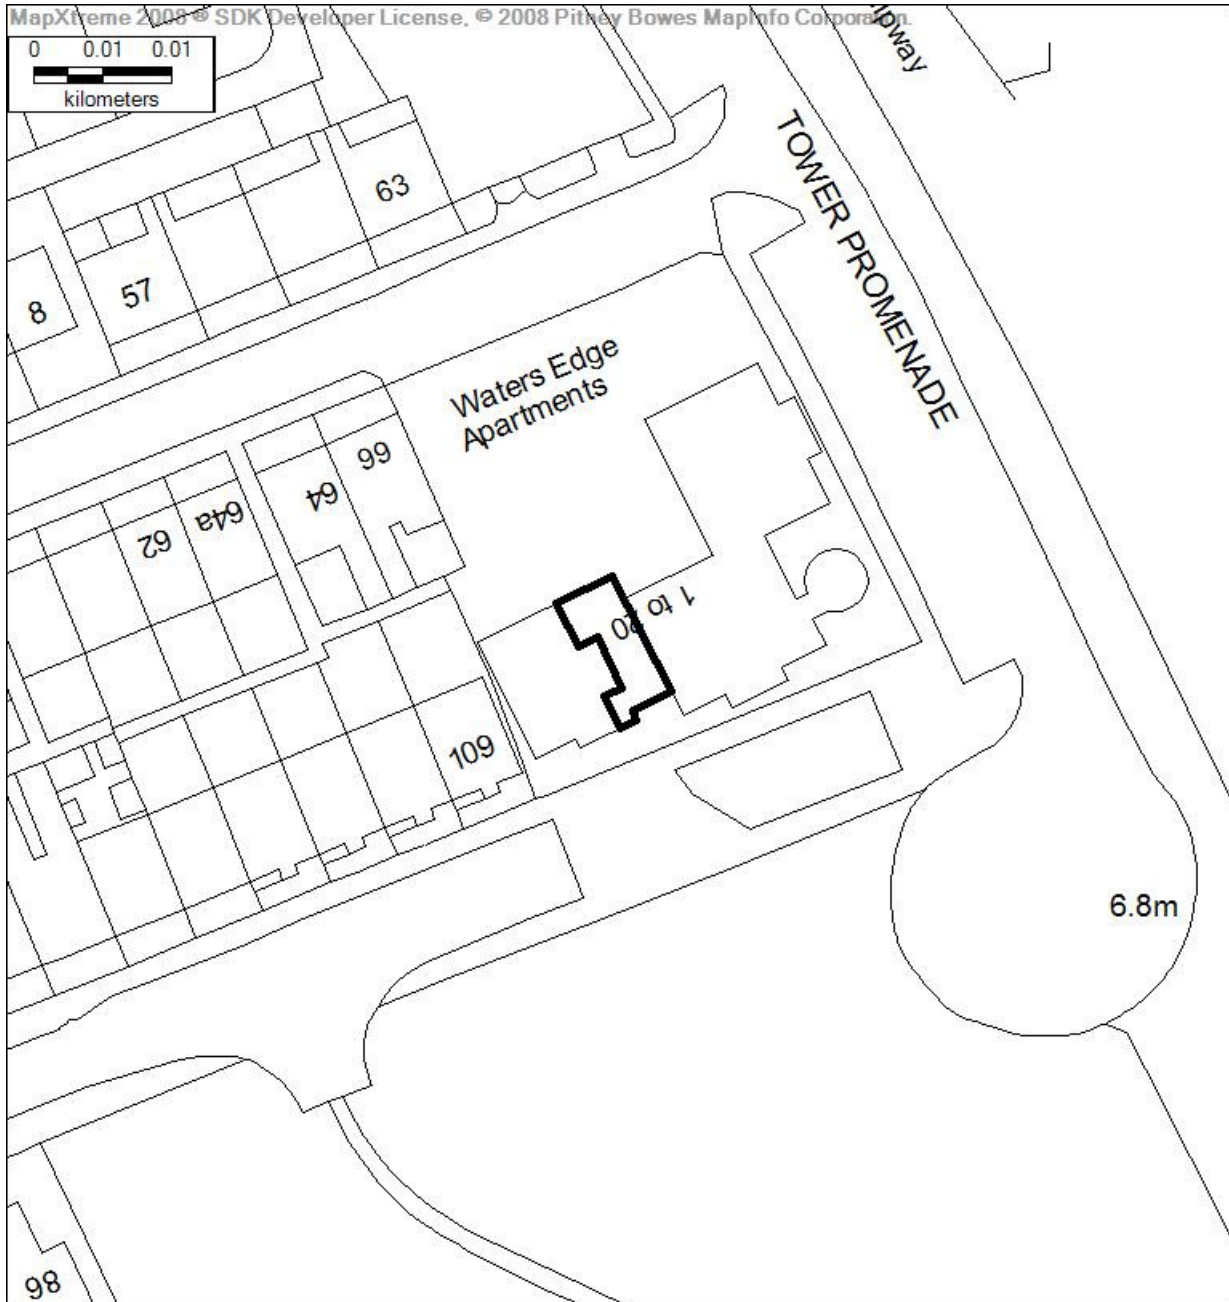 MapXtreme 2008 ® SDK Developer License. © 2008 Pitney Bowes MapInfo Corporation.
0 0.01 0.01
kilometers
TOWER PROMENADE
63
57
8
Waters Edge
Apartments
66
64
64a
62
1 to 20
109
6.8m
98